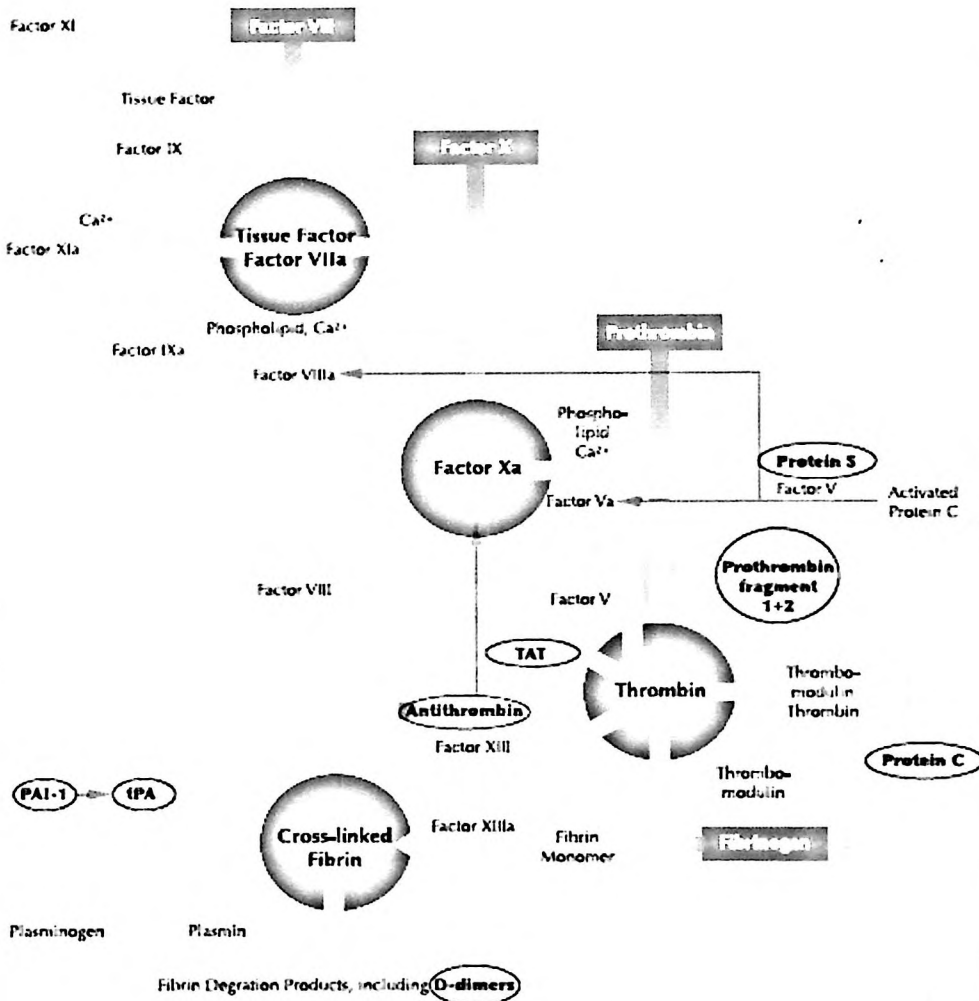 Factor XI
Factor VII
Tissue Factor
Factor IX
Factor X
Ca²⁺
Factor XIa
Tissue Factor
Factor VIIa
Phospholipid, Ca²⁺
Prothrombin
Factor IXa
Factor VIIIa
Phospho-
lipid
Ca²⁺
Factor Xa
Protein S
Factor V
Factor Va
Activated
Protein C
Prothrombin
fragment
1+2
Factor VIII
Factor V
TAT
Thrombin
Thrombo-
modulin
Thrombin
Antithrombin
Factor XIII
Protein C
Thrombo-
modulin
PAI-1
tPA
Cross-linked
Fibrin
Factor XIIIa
Fibrin
Monomer
Fibrinogen
Plasminogen
Plasmin
Fibrin Degration Products, including D-dimers